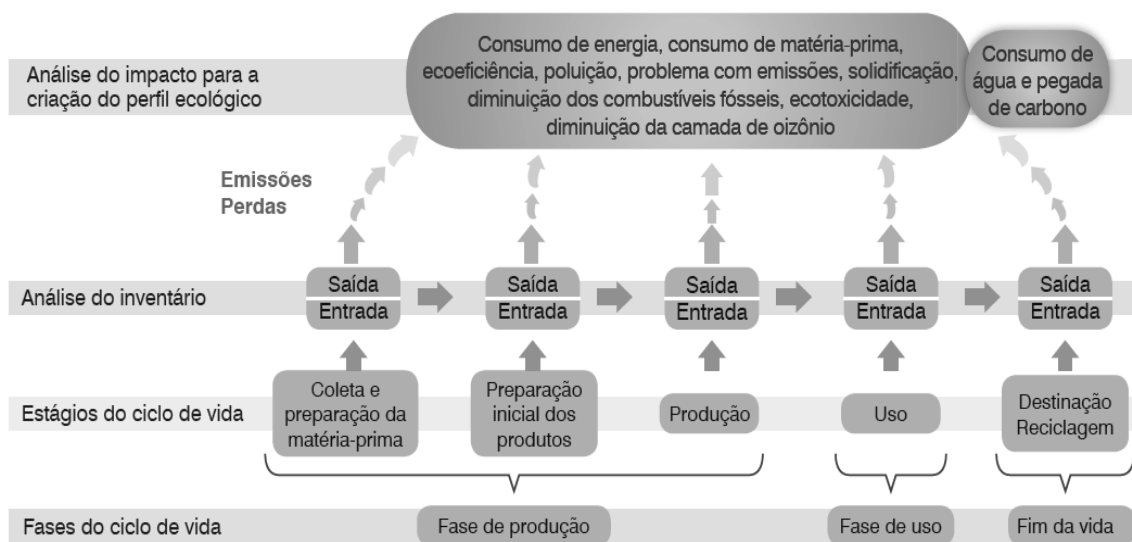 Análise do impacto para a
criação do perfil ecológico
Consumo de energia, consumo de matéria-prima,
ecoeficiência, poluição, problema com emissões, solidificação,
diminuição dos combustíveis fósseis, ecotoxicidade,
diminuição da camada de oizônio
Consumo de
água e pegada
de carbono
Emissões
Perdas
Análise do inventário
Saída
Entrada
Saída
Entrada
Saída
Entrada
Saída
Entrada
Saída
Entrada
Estágios do ciclo de vida
Coleta e
preparação da
matéria-prima
Preparação
inicial dos
produtos
Produção
Uso
Destinação
Reciclagem
Fases do ciclo de vida
Fase de produção
Fase de uso
Fim da vida